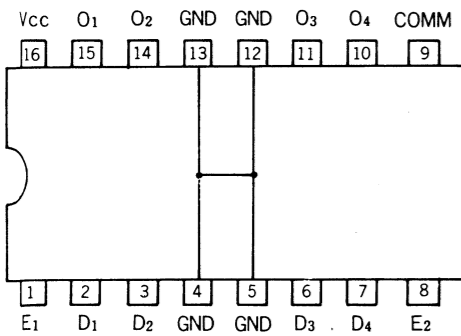 Vcc O1 O2 GND GND O3 O4 COMM
16 15 14 13 12 11 10 9
1 2 3 4 5 6 7 8
E1 D1 D2 GND GND D3 D4 E2